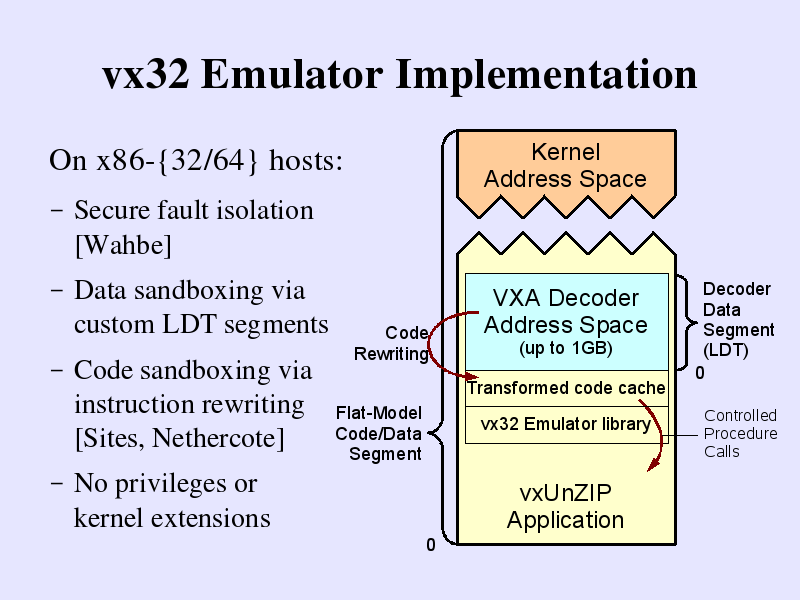 vx32 Emulator Implementation
On x86-{32/64} hosts:
– Secure fault isolation
[Wahbe]
– Data sandboxing via
custom LDT segments
– Code sandboxing via
instruction rewriting
[Sites, Nethercote]
– No privileges or
kernel extensions
Kernel
Address Space
VXA Decoder
Address Space
(up to 1GB)
Code
Rewriting
Decoder
Data
Segment
(LDT)
0
Transformed code cache
vx32 Emulator library
Flat-Model
Code/Data
Segment
Controlled
Procedure
Calls
vxUnZIP
Application
0